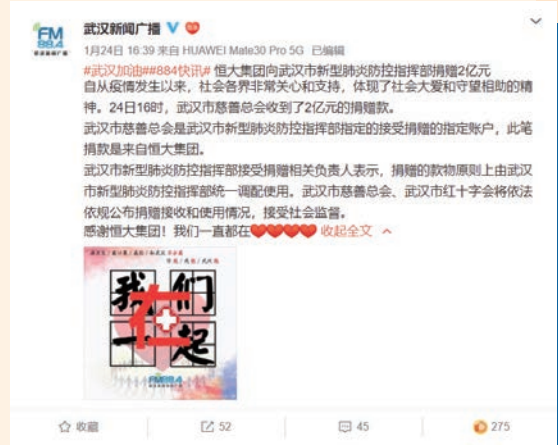 FM
88.4
武汉新闻广播
1月24日 16:39 来自 HUAWEI Mate30 Pro 5G 已编辑
#武汉加油##884快讯# 恒大集团向武汉市新型肺炎防控指挥部捐赠2亿元
自从疫情发生以来,社会各界非常关心和支持,体现了社会大爱和守望相助的精
神。24日16时,武汉市慈善总会收到了2亿元的捐赠款。
武汉市慈善总会是武汉市新型肺炎防控指挥部指定的接受捐赠的指定账户,此笔
捐款是来自恒大集团。
武汉市新型肺炎防控指挥部接受捐赠相关负责人表示,捐赠的款物原则上由武汉
市新型肺炎防控指挥部统一调配使用。武汉市慈善总会、武汉市红十字会将依法
依规公布捐赠接收和使用情况,接受社会监督。
感谢恒大集团!我们一直都在❤❤❤❤ 收起全文
我们
在
一起
FM88.4
收藏 52 45 275